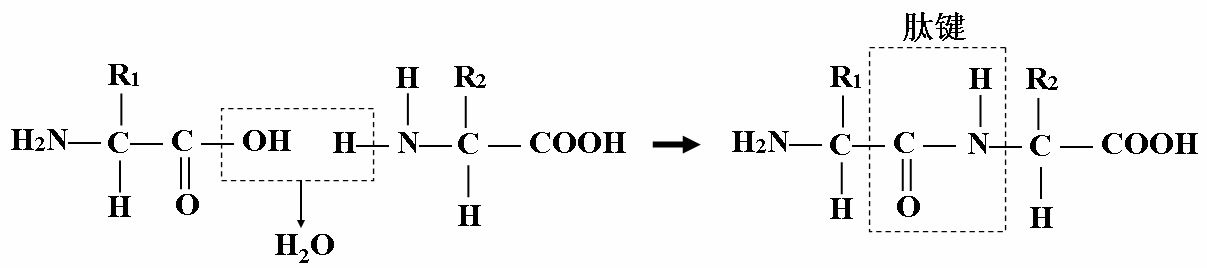 肽键
R1 H R2 R1 H R2
H2N C C OH H N C COOH H2N C C N C COOH
H O H H O H
H2O